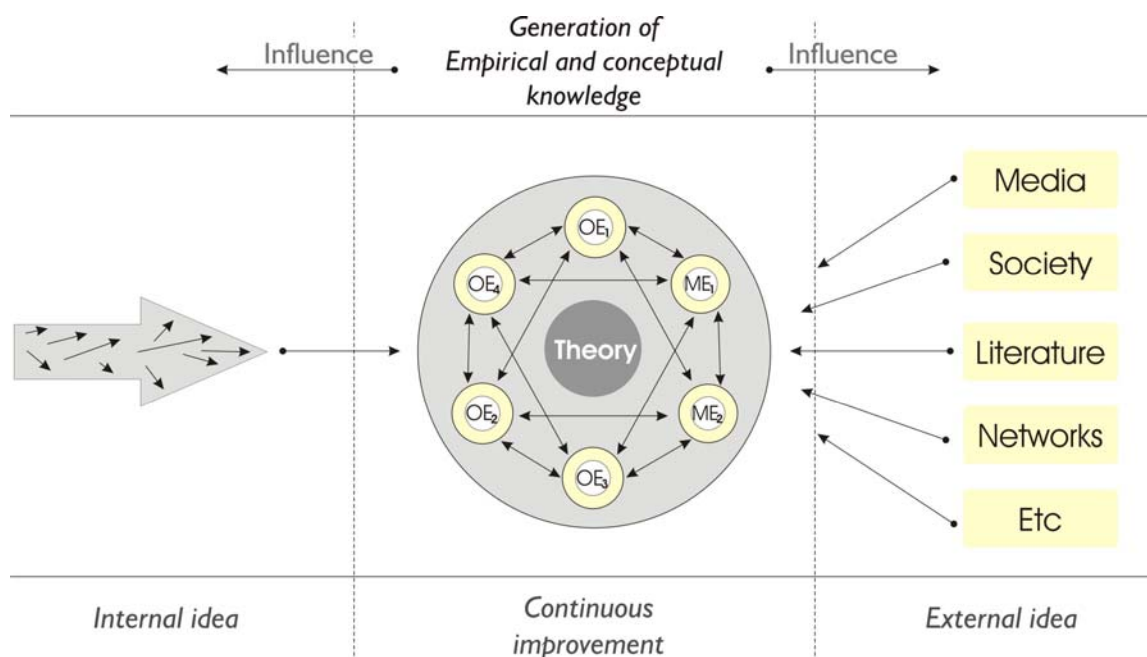 Generation of
Influence
Empirical and conceptual
Influence
knowledge
Media
OE₁
Society
OE₄
ME₁
Theory
Literature
OE₂
ME₂
Networks
OE₃
Etc
Internal idea
Continuous
improvement
External idea